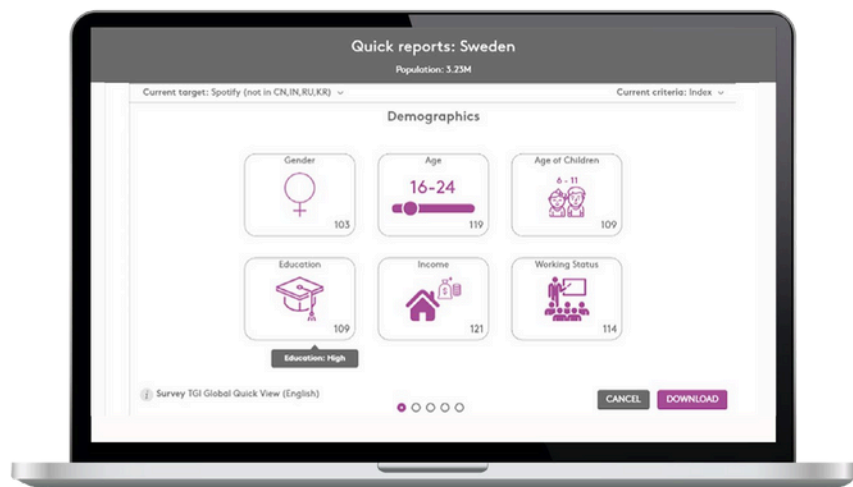 Quick reports: Sweden
Population: 3.23M
Current target: Spotify (not in CN,IN,RU,KR)
Current criteria: Index
Demographics
Gender
103
Age
16-24
119
Age of Children
6 - 11
109
Education
109
Income
121
Working Status
114
Education: High
i Survey TGI Global Quick View (English)
CANCEL
DOWNLOAD